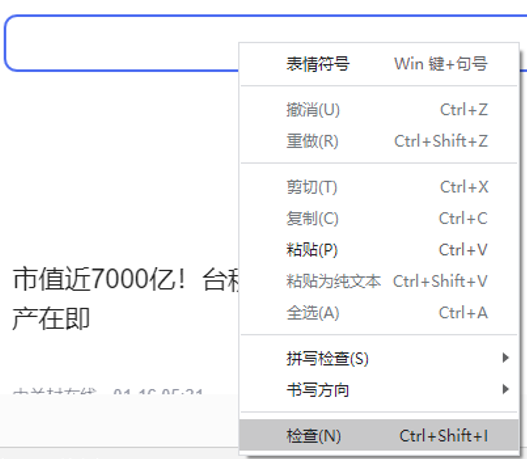 表情符号 Win 键+句号
撤消(U) Ctrl+Z
重做(R) Ctrl+Shift+Z
剪切(T) Ctrl+X
复制(C) Ctrl+C
粘贴(P) Ctrl+V
粘贴为纯文本 Ctrl+Shift+V
全选(A) Ctrl+A
拼写检查(S)
书写方向
检查(N) Ctrl+Shift+I
市值近7000亿！台积
产在即